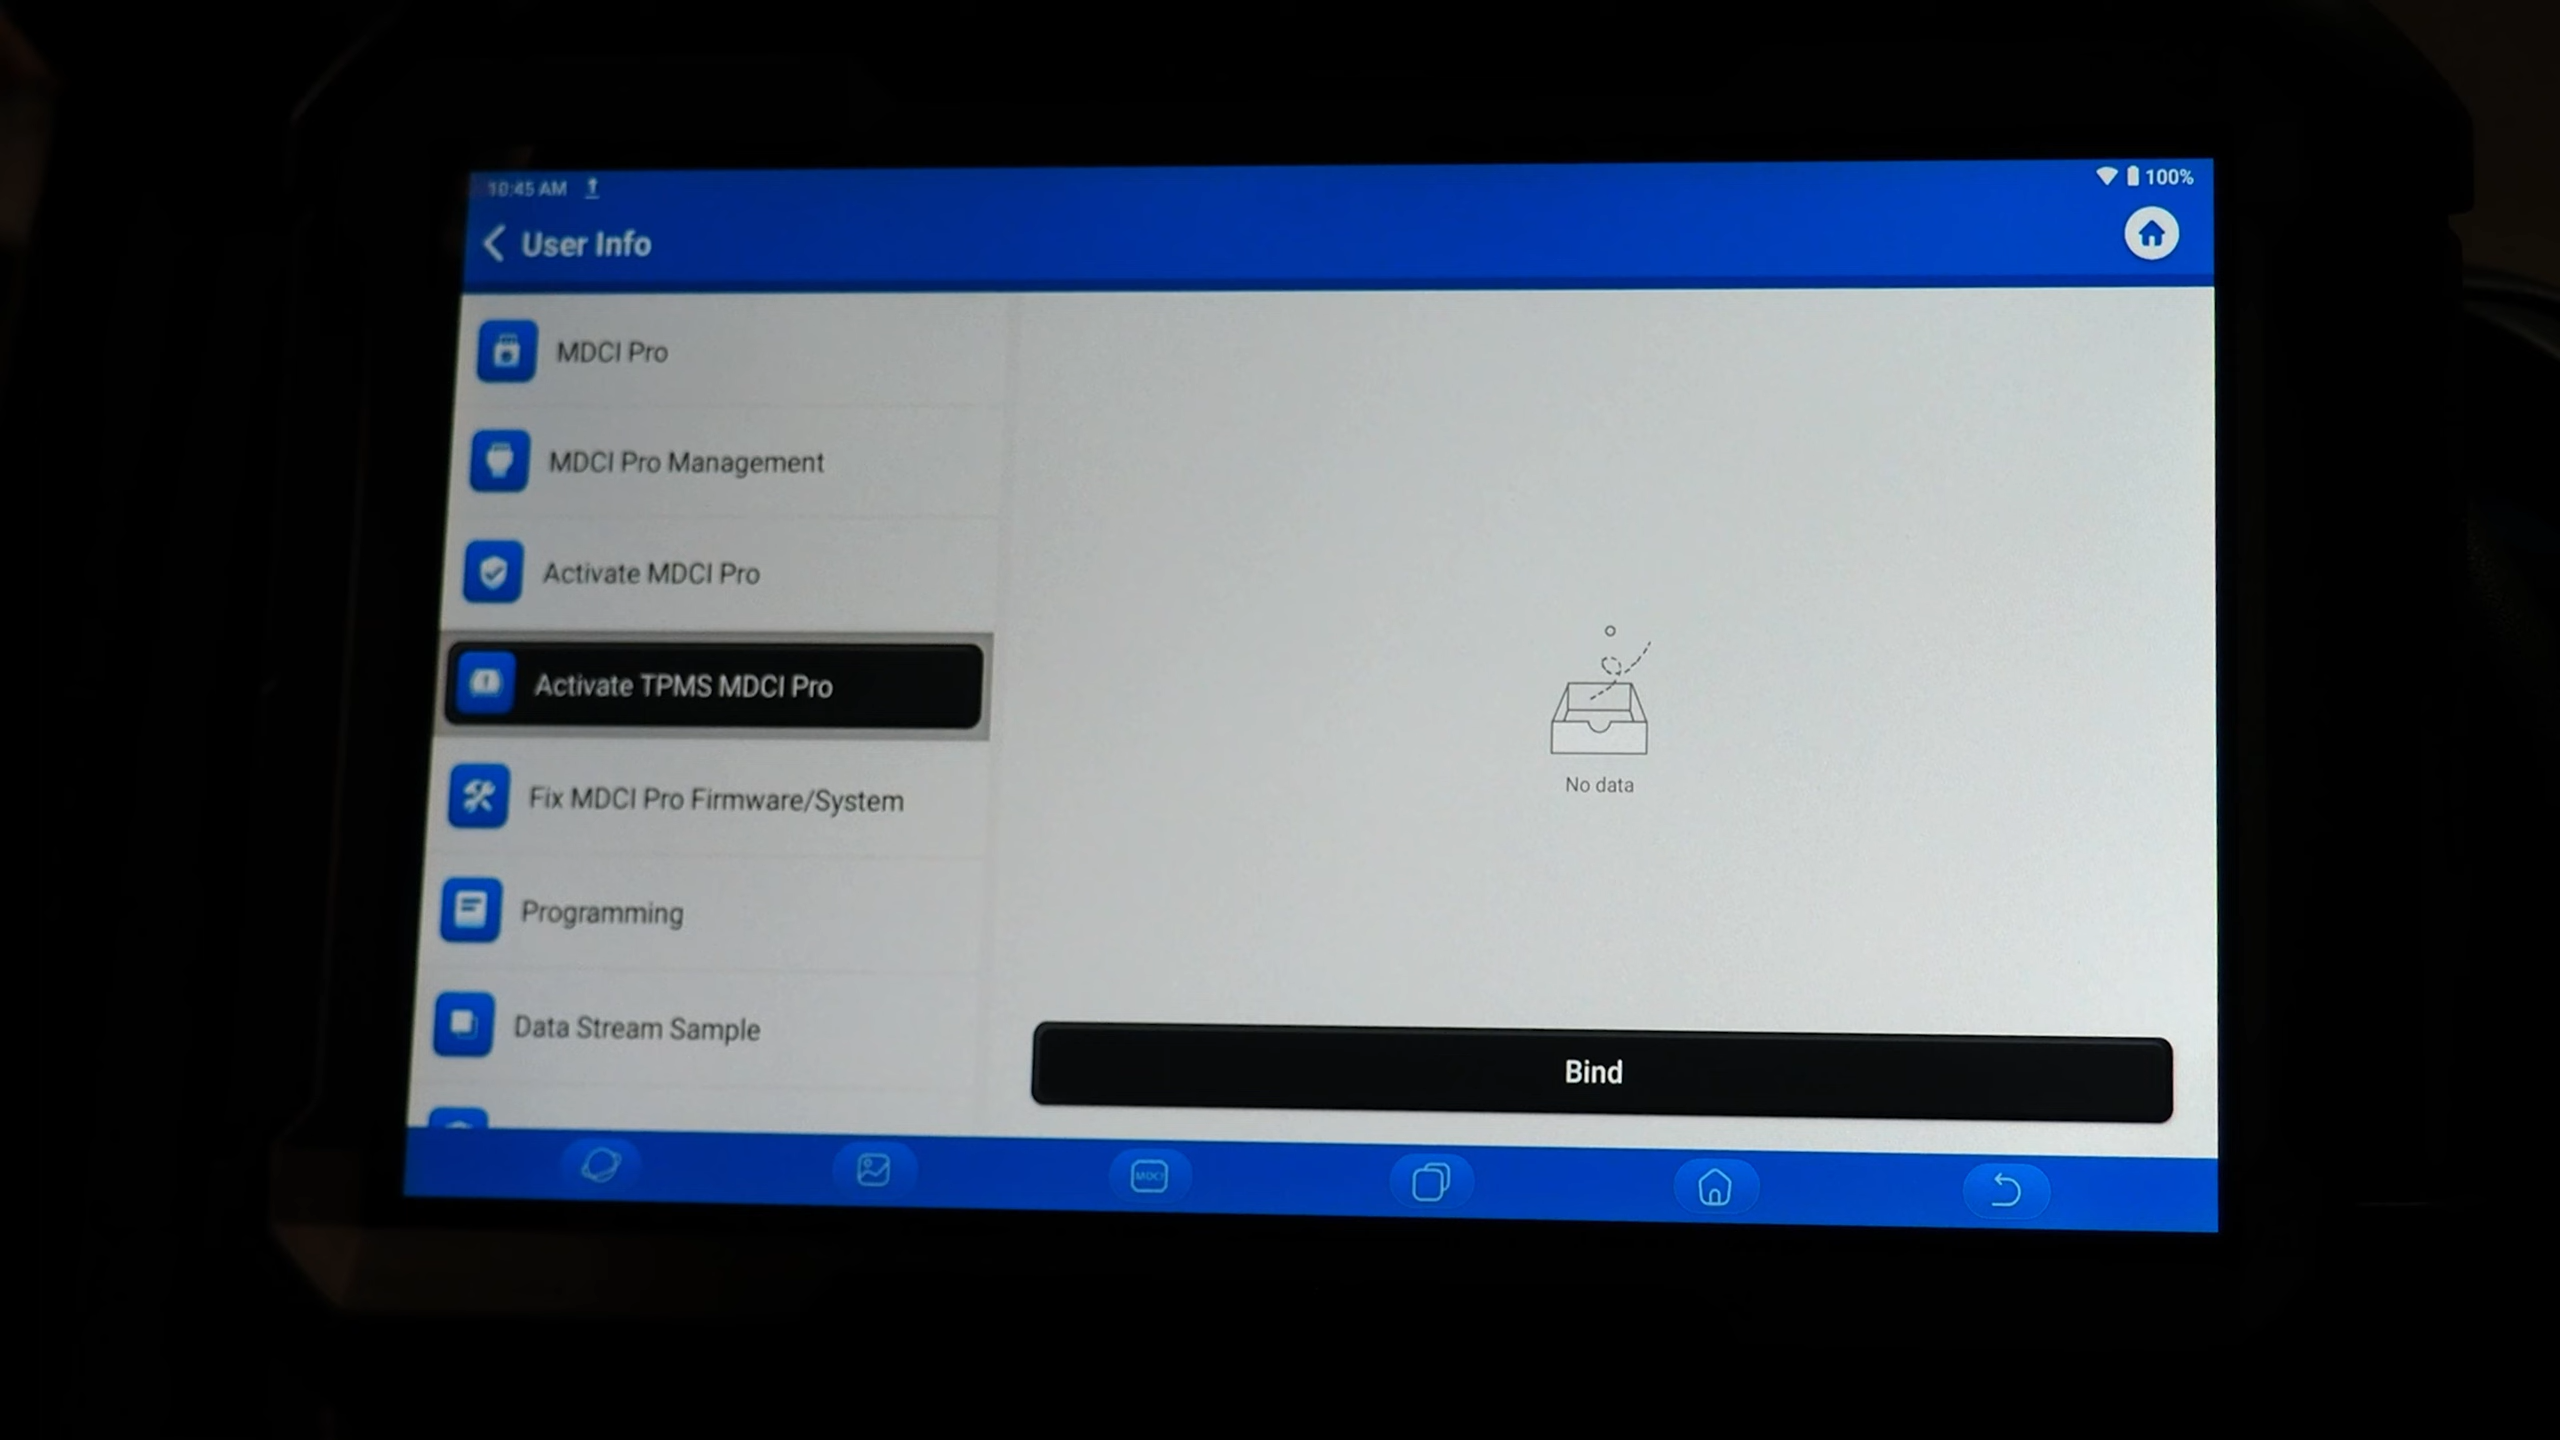 10:45 AM
100%
User Info
MDCI Pro
MDCI Pro Management
Activate MDCI Pro
Activate TPMS MDCI Pro
Fix MDCI Pro Firmware/System
Programming
Data Stream Sample
No data
Bind
MDCI